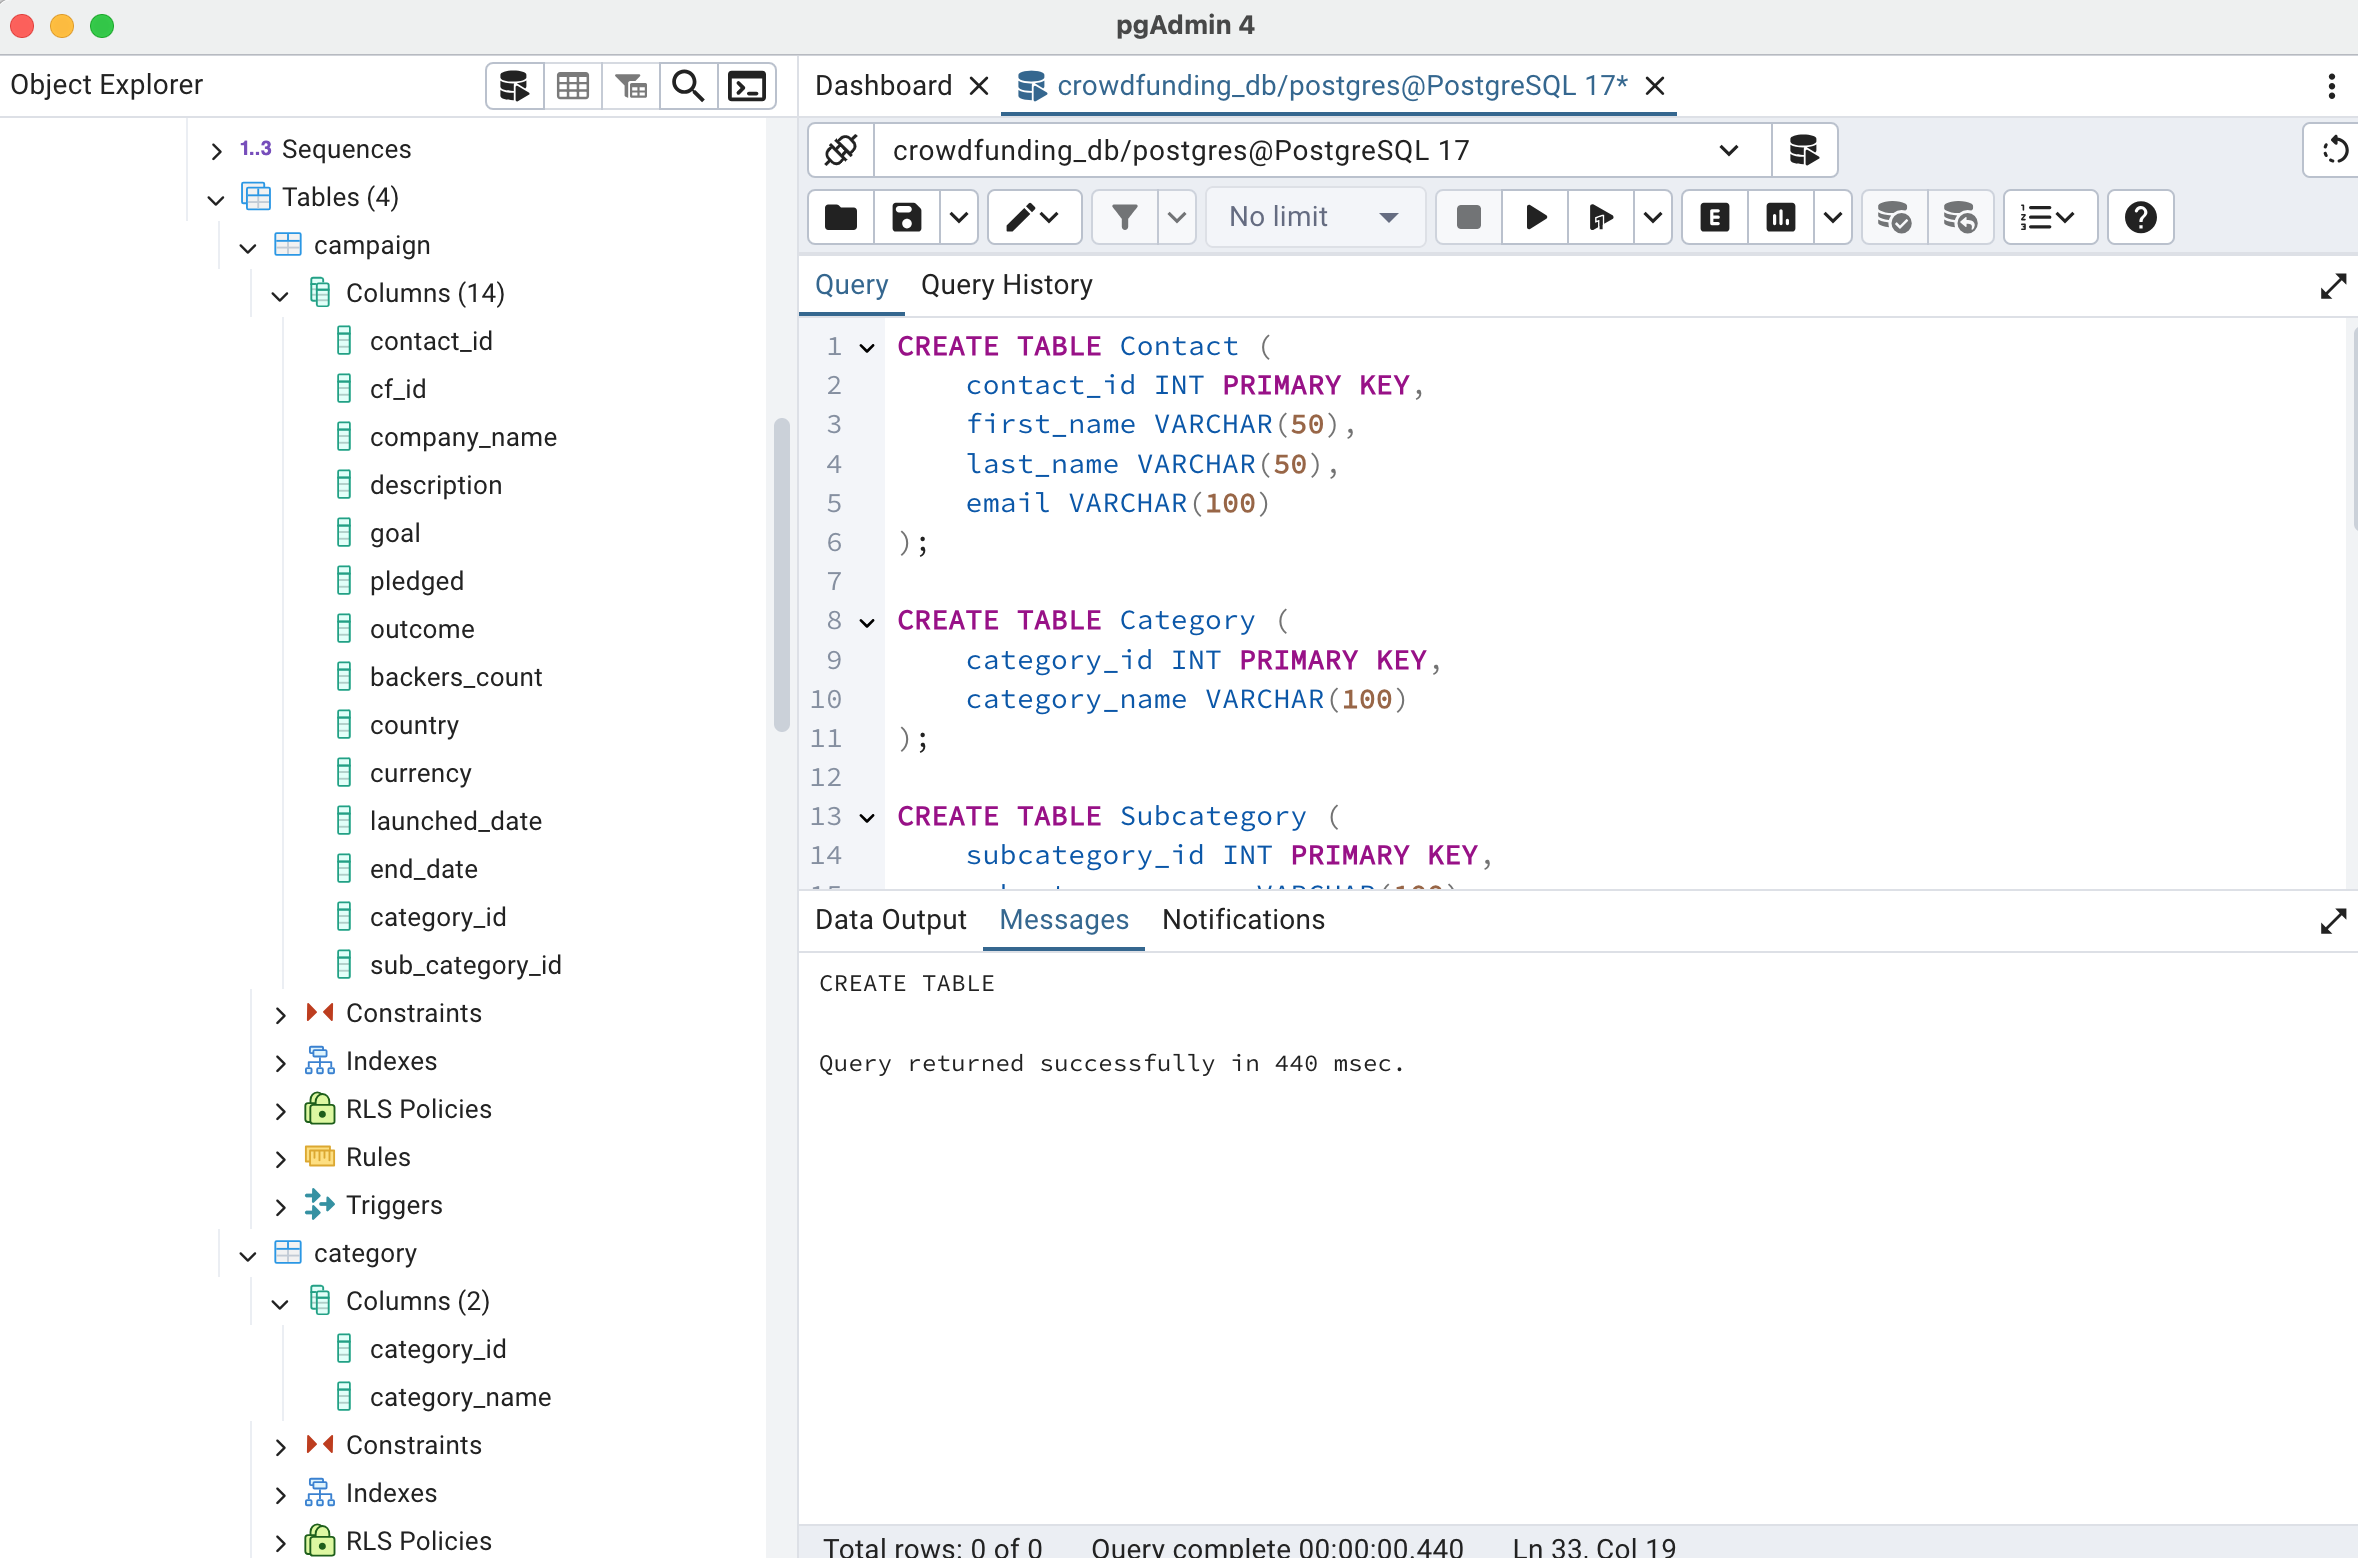 pgAdmin 4
Object Explorer
1..3 Sequences
Tables (4)
campaign
Columns (14)
contact_id
cf_id
company_name
description
goal
pledged
outcome
backers_count
country
currency
launched_date
end_date
category_id
sub_category_id
Constraints
Indexes
RLS Policies
Rules
Triggers
category
Columns (2)
category_id
category_name
Constraints
Indexes
RLS Policies
Dashboard crowdfunding_db/postgres@PostgreSQL 17*
crowdfunding_db/postgres@PostgreSQL 17
No limit E
Query Query History
1 CREATE TABLE Contact (
2 contact_id INT PRIMARY KEY,
3 first_name VARCHAR(50),
4 last_name VARCHAR(50),
5 email VARCHAR(100)
6 );
7
8 CREATE TABLE Category (
9 category_id INT PRIMARY KEY,
10 category_name VARCHAR(100)
11 );
12
13 CREATE TABLE Subcategory (
14 subcategory_id INT PRIMARY KEY,
15 VARCHAR(100)
Data Output Messages Notifications
CREATE TABLE
Query returned successfully in 440 msec.
Total rows: 0 of 0 Query complete 00:00:00.440 Ln 33, Col 19